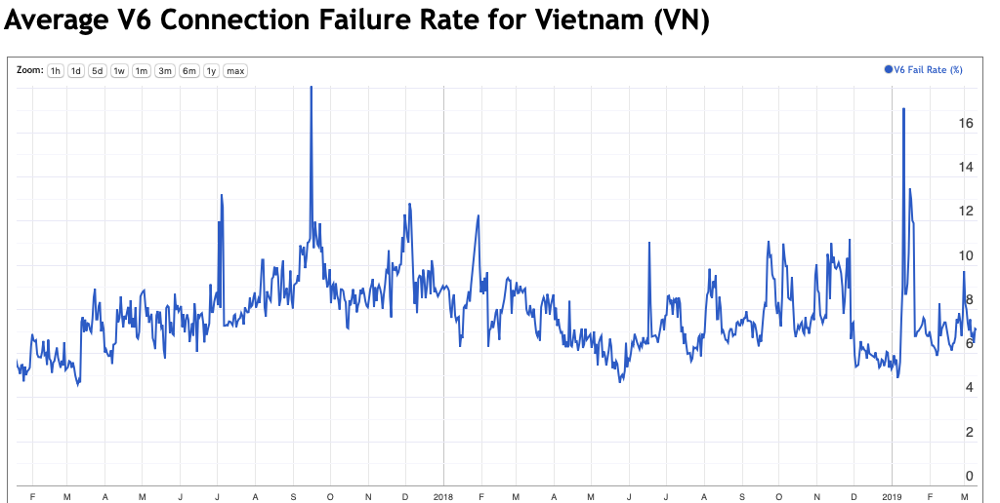 Average V6 Connection Failure Rate for Vietnam (VN)
Zoom: 1h 1d 5d 1w 1m 3m 6m 1y max
V6 Fail Rate (%)
16
14
12
10
8
6
4
2
0
F M A M J J A S O N D 2018 F M A M J J A S O N D 2019 F M